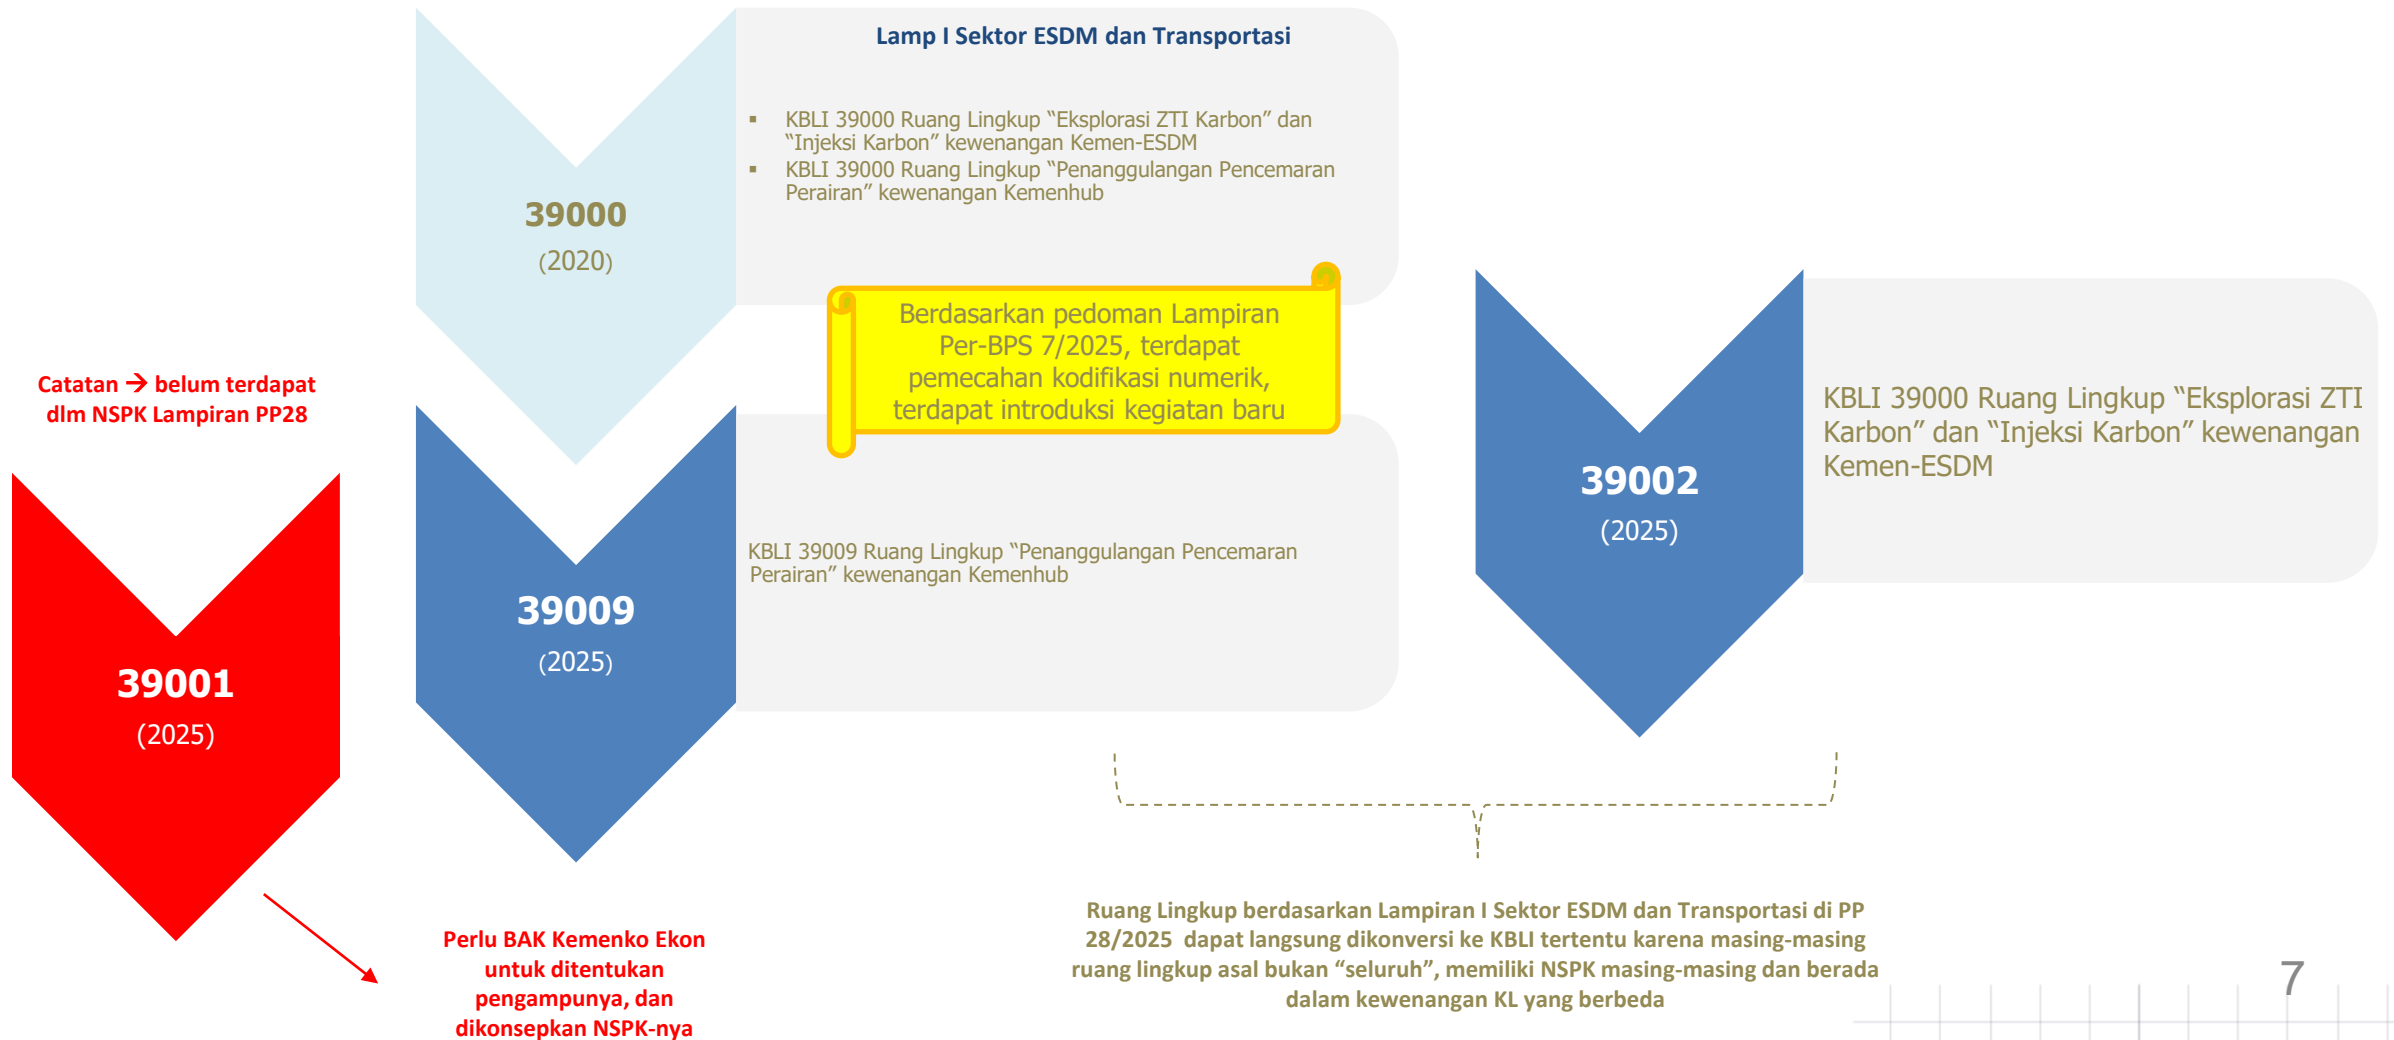 Lamp I Sektor ESDM dan Transportasi
▪ KBLI 39000 Ruang Lingkup “Eksplorasi ZTI Karbon” dan
“Injeksi Karbon” kewenangan Kemen-ESDM
▪ KBLI 39000 Ruang Lingkup “Penanggulangan Pencemaran
Perairan” kewenangan Kemenhub
39000
(2020)
Berdasarkan pedoman Lampiran
Per-BPS 7/2025, terdapat
pemecahan kodifikasi numerik,
terdapat introduksi kegiatan baru
Catatan → belum terdapat
dlm NSPK Lampiran PP28
39001
(2025)
39009
(2025)
KBLI 39009 Ruang Lingkup “Penanggulangan Pencemaran
Perairan” kewenangan Kemenhub
39002
(2025)
KBLI 39000 Ruang Lingkup “Eksplorasi ZTI
Karbon” dan “Injeksi Karbon” kewenangan
Kemen-ESDM
Perlu BAK Kemenko Ekon
untuk ditentukan
pengampunya, dan
dikonsepkan NSPK-nya
Ruang Lingkup berdasarkan Lampiran I Sektor ESDM dan Transportasi di PP
28/2025 dapat langsung dikonversi ke KBLI tertentu karena masing-masing
ruang lingkup asal bukan “seluruh”, memiliki NSPK masing-masing dan berada
dalam kewenangan KL yang berbeda
7